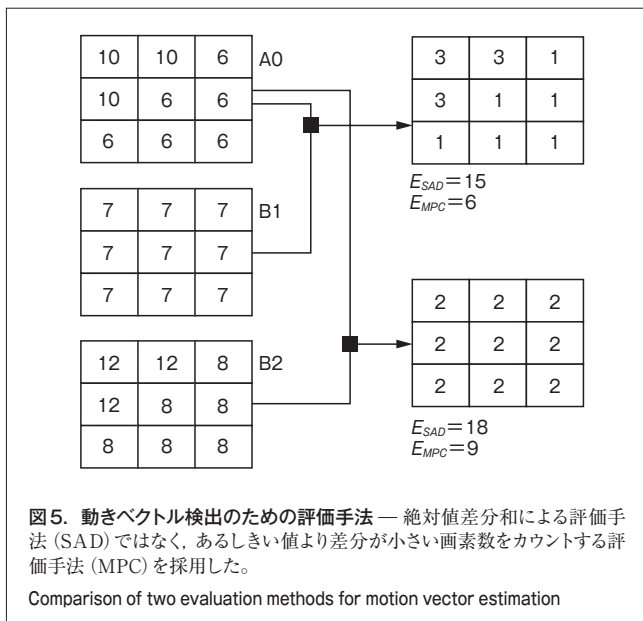 10 10 6 A0
10 6 6
6 6 6
3 3 1
3 1 1
1 1 1
E_SAD＝15
E_MPC＝6
7 7 7 B1
7 7 7
7 7 7
12 12 8 B2
12 8 8
8 8 8
2 2 2
2 2 2
2 2 2
E_SAD＝18
E_MPC＝9
図5. 動きベクトル検出のための評価手法 — 絶対値差分和による評価手
法（SAD）ではなく，あるしきい値より差分が小さい画素数をカウントする評
価手法（MPC）を採用した。
Comparison of two evaluation methods for motion vector estimation